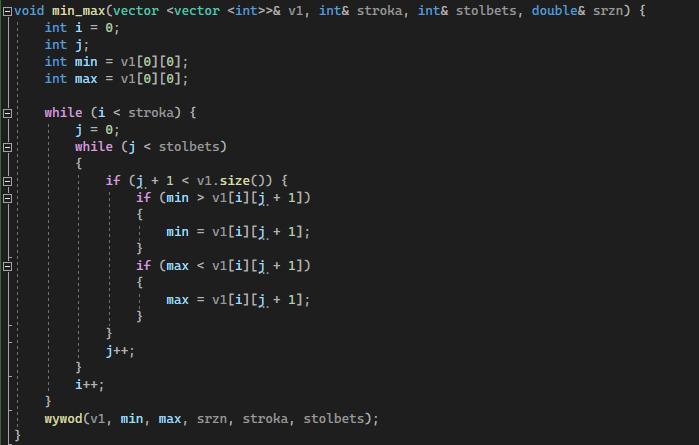 void min_max(vector <vector <int>>& v1, int& stroka, int& stolbets, double& srzn) {
    int i = 0;
    int j;
    int min = v1[0][0];
    int max = v1[0][0];

    while (i < stroka) {
        j = 0;
        while (j < stolbets)
        {
            if (j + 1 < v1.size()) {
                if (min > v1[i][j + 1])
                {
                    min = v1[i][j + 1];
                }
                if (max < v1[i][j + 1])
                {
                    max = v1[i][j + 1];
                }
            }
            j++;
        }
        i++;
    }
    wywod(v1, min, max, srzn, stroka, stolbets);
}